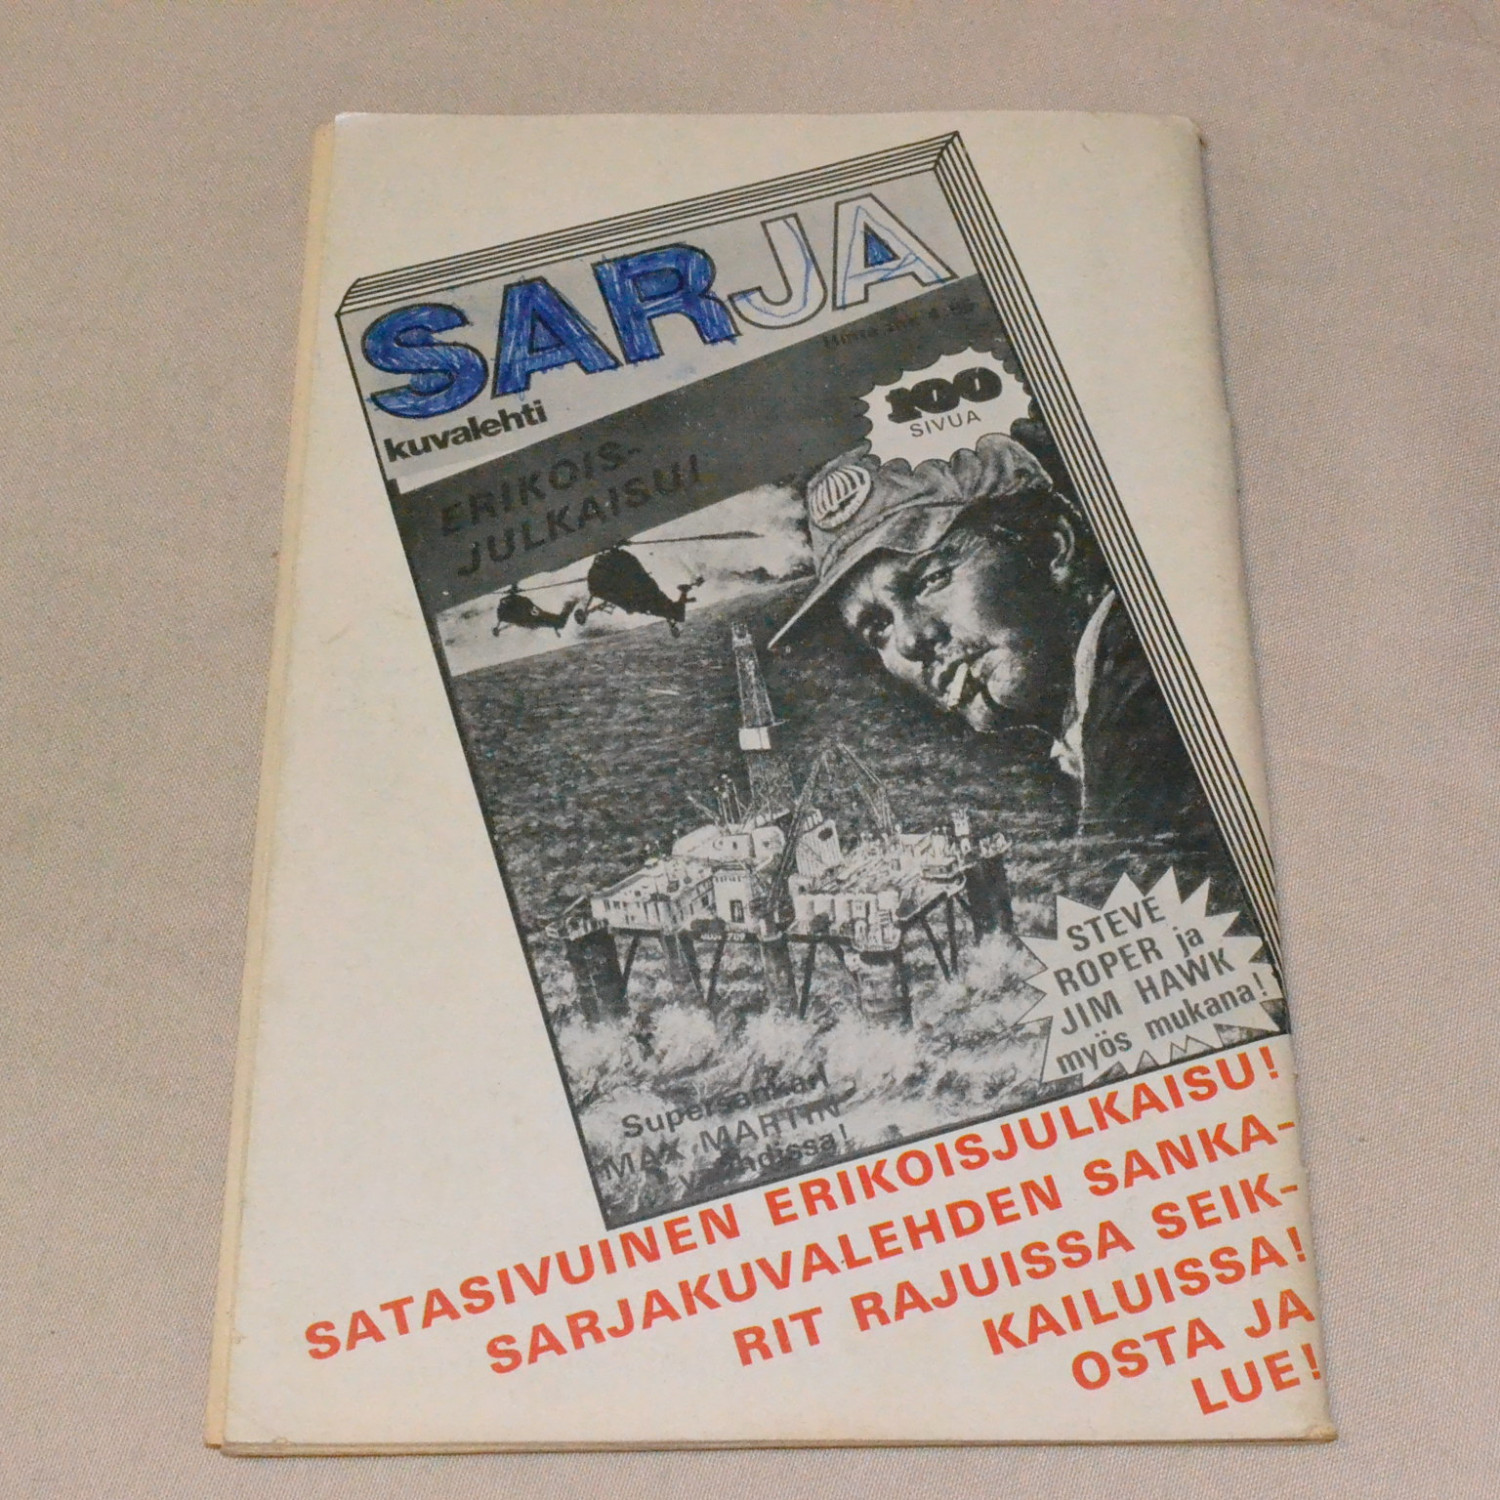 SARJA
kuvalehti
Hinta
100
SIVUA
ERIKOIS-
JULKAISU!
STEVE
ROPER ja
JIM HAWK
myös mukana!
Supersankari
MAX MARTIN
SATASIVUINEN ERIKOISJULKAISU!
SARJAKUVALEHDEN SANKA-
RIT RAJUISSA SEIK-
KAILUISSA!
OSTA JA
LUE!